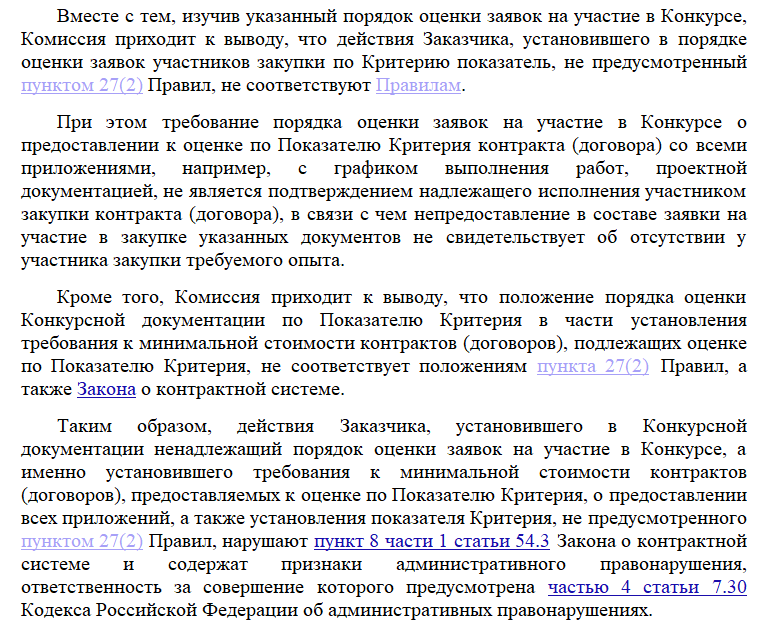 Вместе с тем, изучив указанный порядок оценки заявок на участие в Конкурсе,
Комиссия приходит к выводу, что действия Заказчика, установившего в порядке
оценки заявок участников закупки по Критерию показатель, не предусмотренный
пунктом 27(2) Правил, не соответствуют Правилам.
При этом требование порядка оценки заявок на участие в Конкурсе о
предоставлении к оценке по Показателю Критерия контракта (договора) со всеми
приложениями, например, с графиком выполнения работ, проектной
документацией, не является подтверждением надлежащего исполнения участником
закупки контракта (договора), в связи с чем непредоставление в составе заявки на
участие в закупке указанных документов не свидетельствует об отсутствии у
участника закупки требуемого опыта.
Кроме того, Комиссия приходит к выводу, что положение порядка оценки
Конкурсной документации по Показателю Критерия в части установления
требования к минимальной стоимости контрактов (договоров), подлежащих оценке
по Показателю Критерия, не соответствует положениям пункта 27(2) Правил, а
также Закона о контрактной системе.
Таким образом, действия Заказчика, установившего в Конкурсной
документации ненадлежащий порядок оценки заявок на участие в Конкурсе, а
именно установившего требования к минимальной стоимости контрактов
(договоров), предоставляемых к оценке по Показателю Критерия, о предоставлении
всех приложений, а также установления показателя Критерия, не предусмотренного
пунктом 27(2) Правил, нарушают пункт 8 части 1 статьи 54.3 Закона о контрактной
системе и содержат признаки административного правонарушения,
ответственность за совершение которого предусмотрена частью 4 статьи 7.30
Кодекса Российской Федерации об административных правонарушениях.